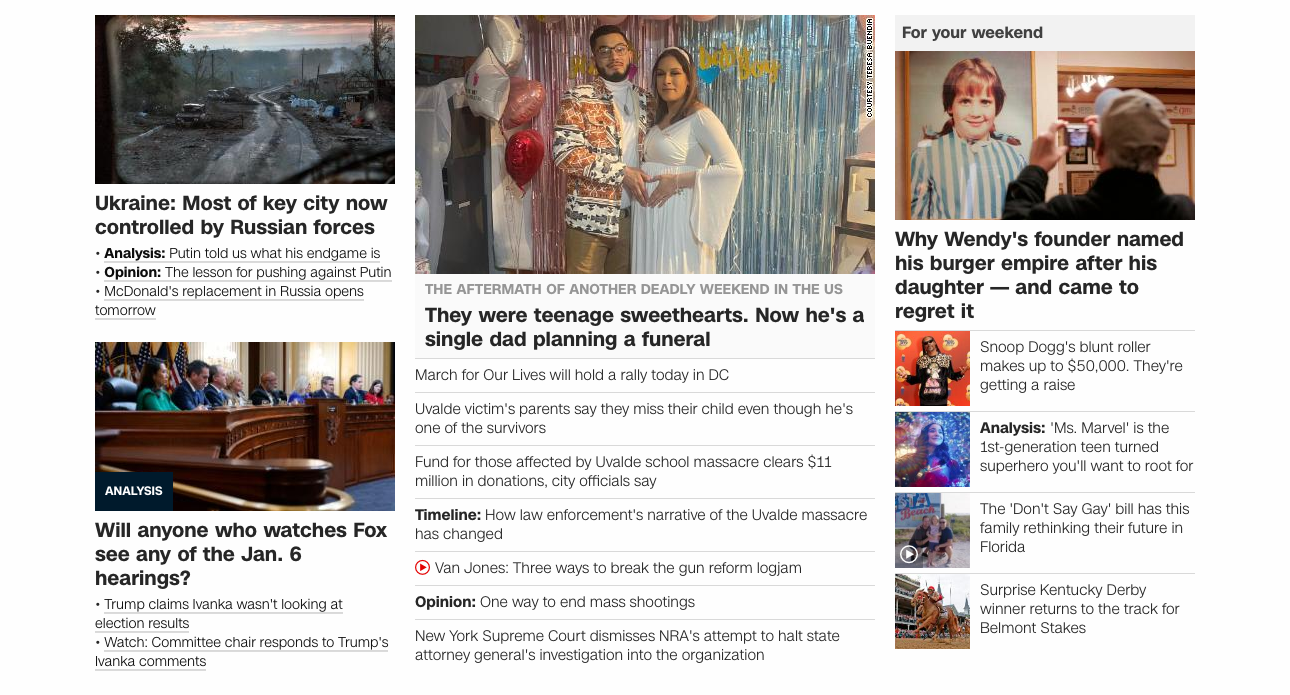 Ukraine: Most of key city now
controlled by Russian forces
• Analysis: Putin told us what his endgame is
• Opinion: The lesson for pushing against Putin
• McDonald's replacement in Russia opens
tomorrow
ANALYSIS
Will anyone who watches Fox
see any of the Jan. 6
hearings?
• Trump claims Ivanka wasn't looking at
election results
• Watch: Committee chair responds to Trump's
Ivanka comments
baby
boy
COURTESY TERESA BUENDIA
THE AFTERMATH OF ANOTHER DEADLY WEEKEND IN THE US
They were teenage sweethearts. Now he's a
single dad planning a funeral
March for Our Lives will hold a rally today in DC
Uvalde victim's parents say they miss their child even though he's
one of the survivors
Fund for those affected by Uvalde school massacre clears $11
million in donations, city officials say
Timeline: How law enforcement's narrative of the Uvalde massacre
has changed
Van Jones: Three ways to break the gun reform logjam
Opinion: One way to end mass shootings
New York Supreme Court dismisses NRA's attempt to halt state
attorney general's investigation into the organization
For your weekend
Why Wendy's founder named
his burger empire after his
daughter — and came to
regret it
Snoop Dogg's blunt roller
makes up to $50,000. They're
getting a raise
Analysis: 'Ms. Marvel' is the
1st-generation teen turned
superhero you'll want to root for
Beach
The 'Don't Say Gay' bill has this
family rethinking their future in
Florida
Surprise Kentucky Derby
winner returns to the track for
Belmont Stakes